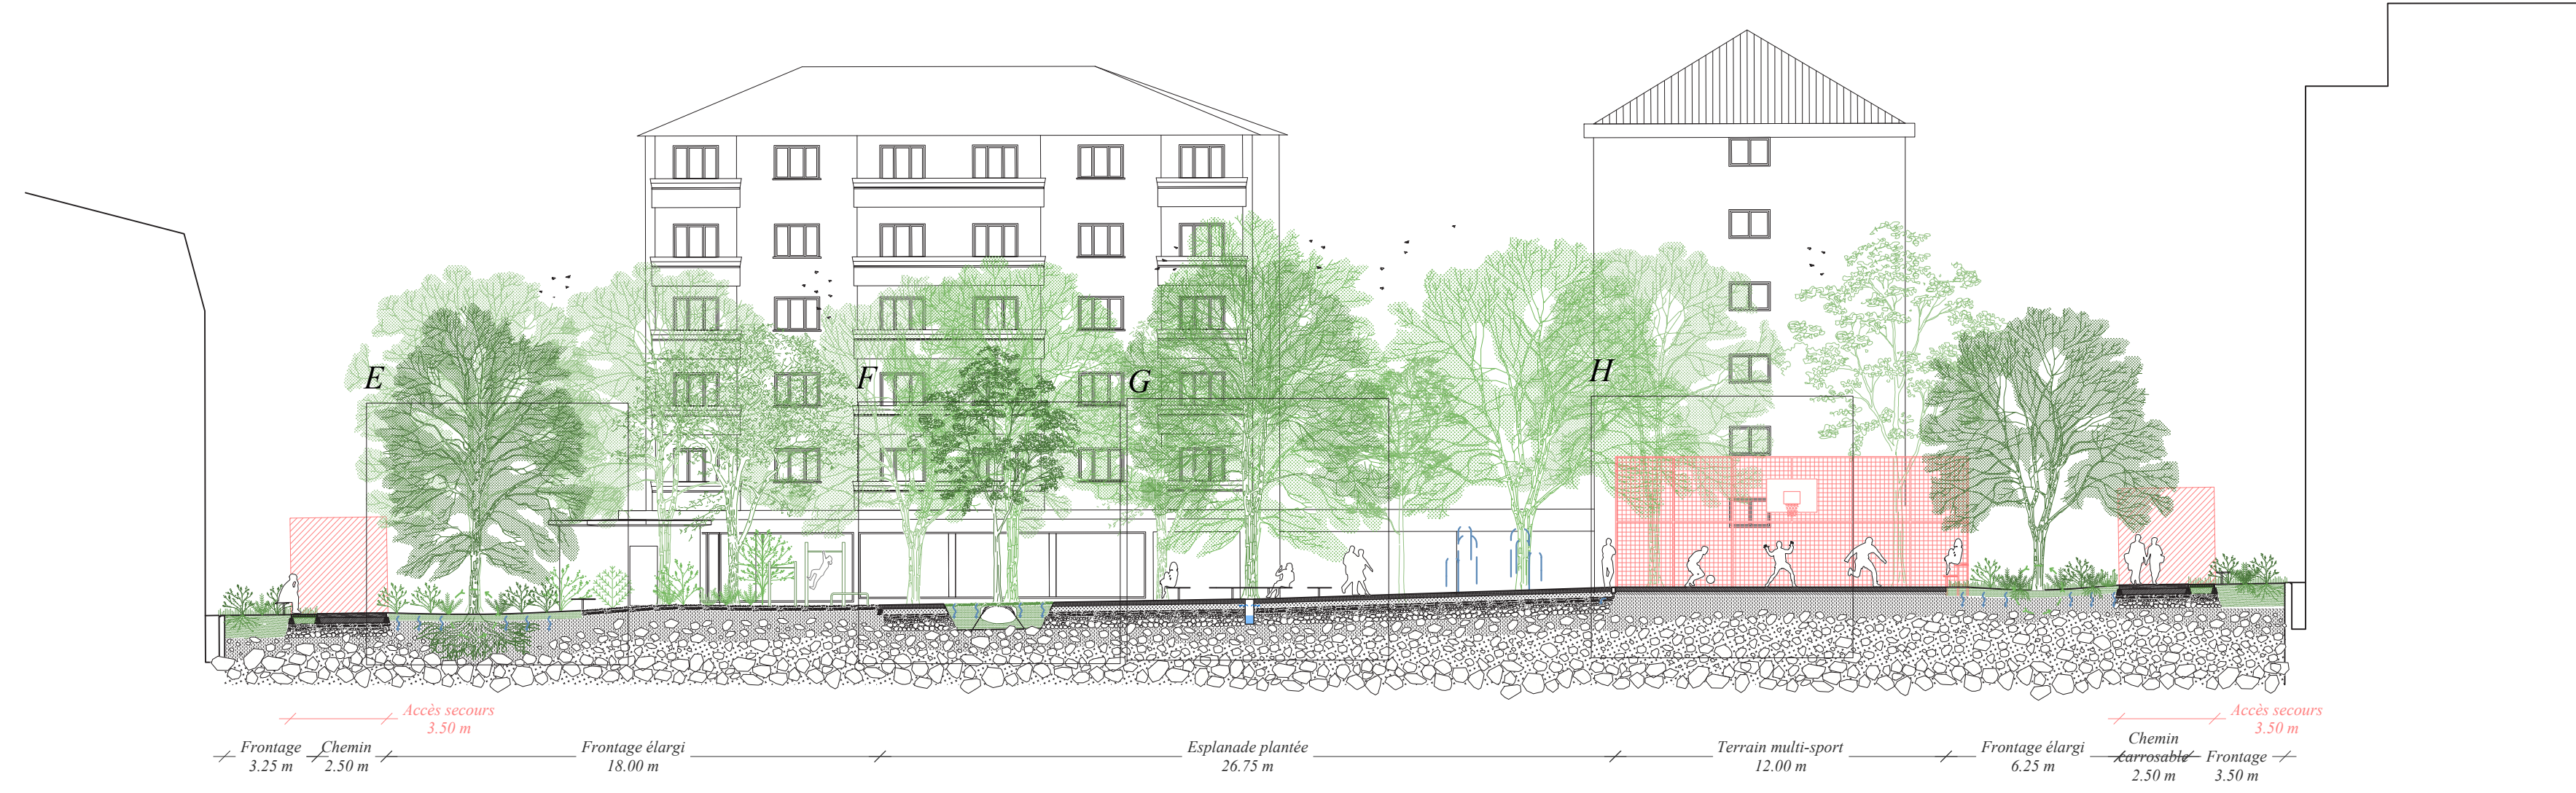 E
F
G
H
Accès secours
3.50 m
Accès secours
3.50 m
Frontage
3.25 m
Chemin
2.50 m
Frontage élargi
18.00 m
Esplanade plantée
26.75 m
Terrain multi-sport
12.00 m
Frontage élargi
6.25 m
Chemin
carrosable
2.50 m
Frontage
3.50 m